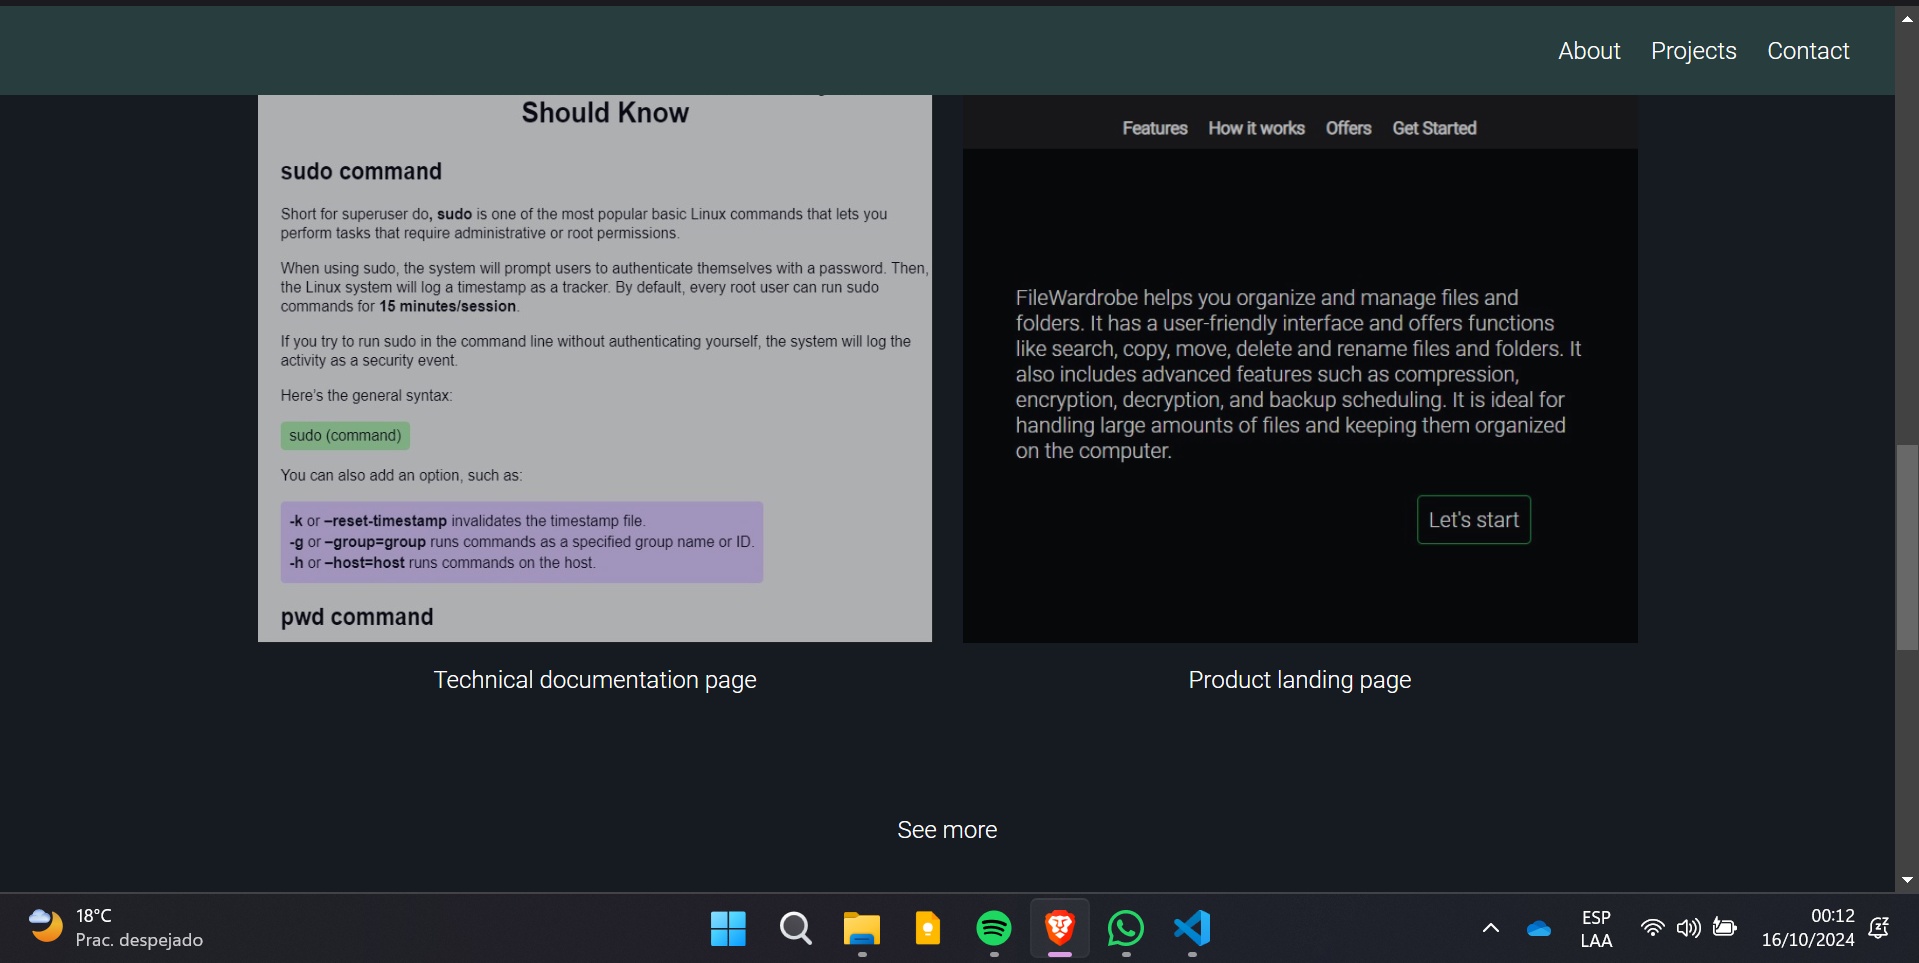 About Projects Contact
Should Know
sudo command
Short for superuser do, sudo is one of the most popular basic Linux commands that lets you
perform tasks that require administrative or root permissions.
When using sudo, the system will prompt users to authenticate themselves with a password. Then,
the Linux system will log a timestamp as a tracker. By default, every root user can run sudo
commands for 15 minutes/session.
If you try to run sudo in the command line without authenticating yourself, the system will log the
activity as a security event.
Here's the general syntax:
sudo (command)
You can also add an option, such as:
-k or –reset-timestamp invalidates the timestamp file.
-g or –group=group runs commands as a specified group name or ID.
-h or –host=host runs commands on the host.
pwd command
Technical documentation page
Features How it works Offers Get Started
FileWardrobe helps you organize and manage files and
folders. It has a user-friendly interface and offers functions
like search, copy, move, delete and rename files and folders. It
also includes advanced features such as compression,
encryption, decryption, and backup scheduling. It is ideal for
handling large amounts of files and keeping them organized
on the computer.
Let's start
Product landing page
See more
18°C
Prac. despejado
ESP
LAA
00:12
16/10/2024